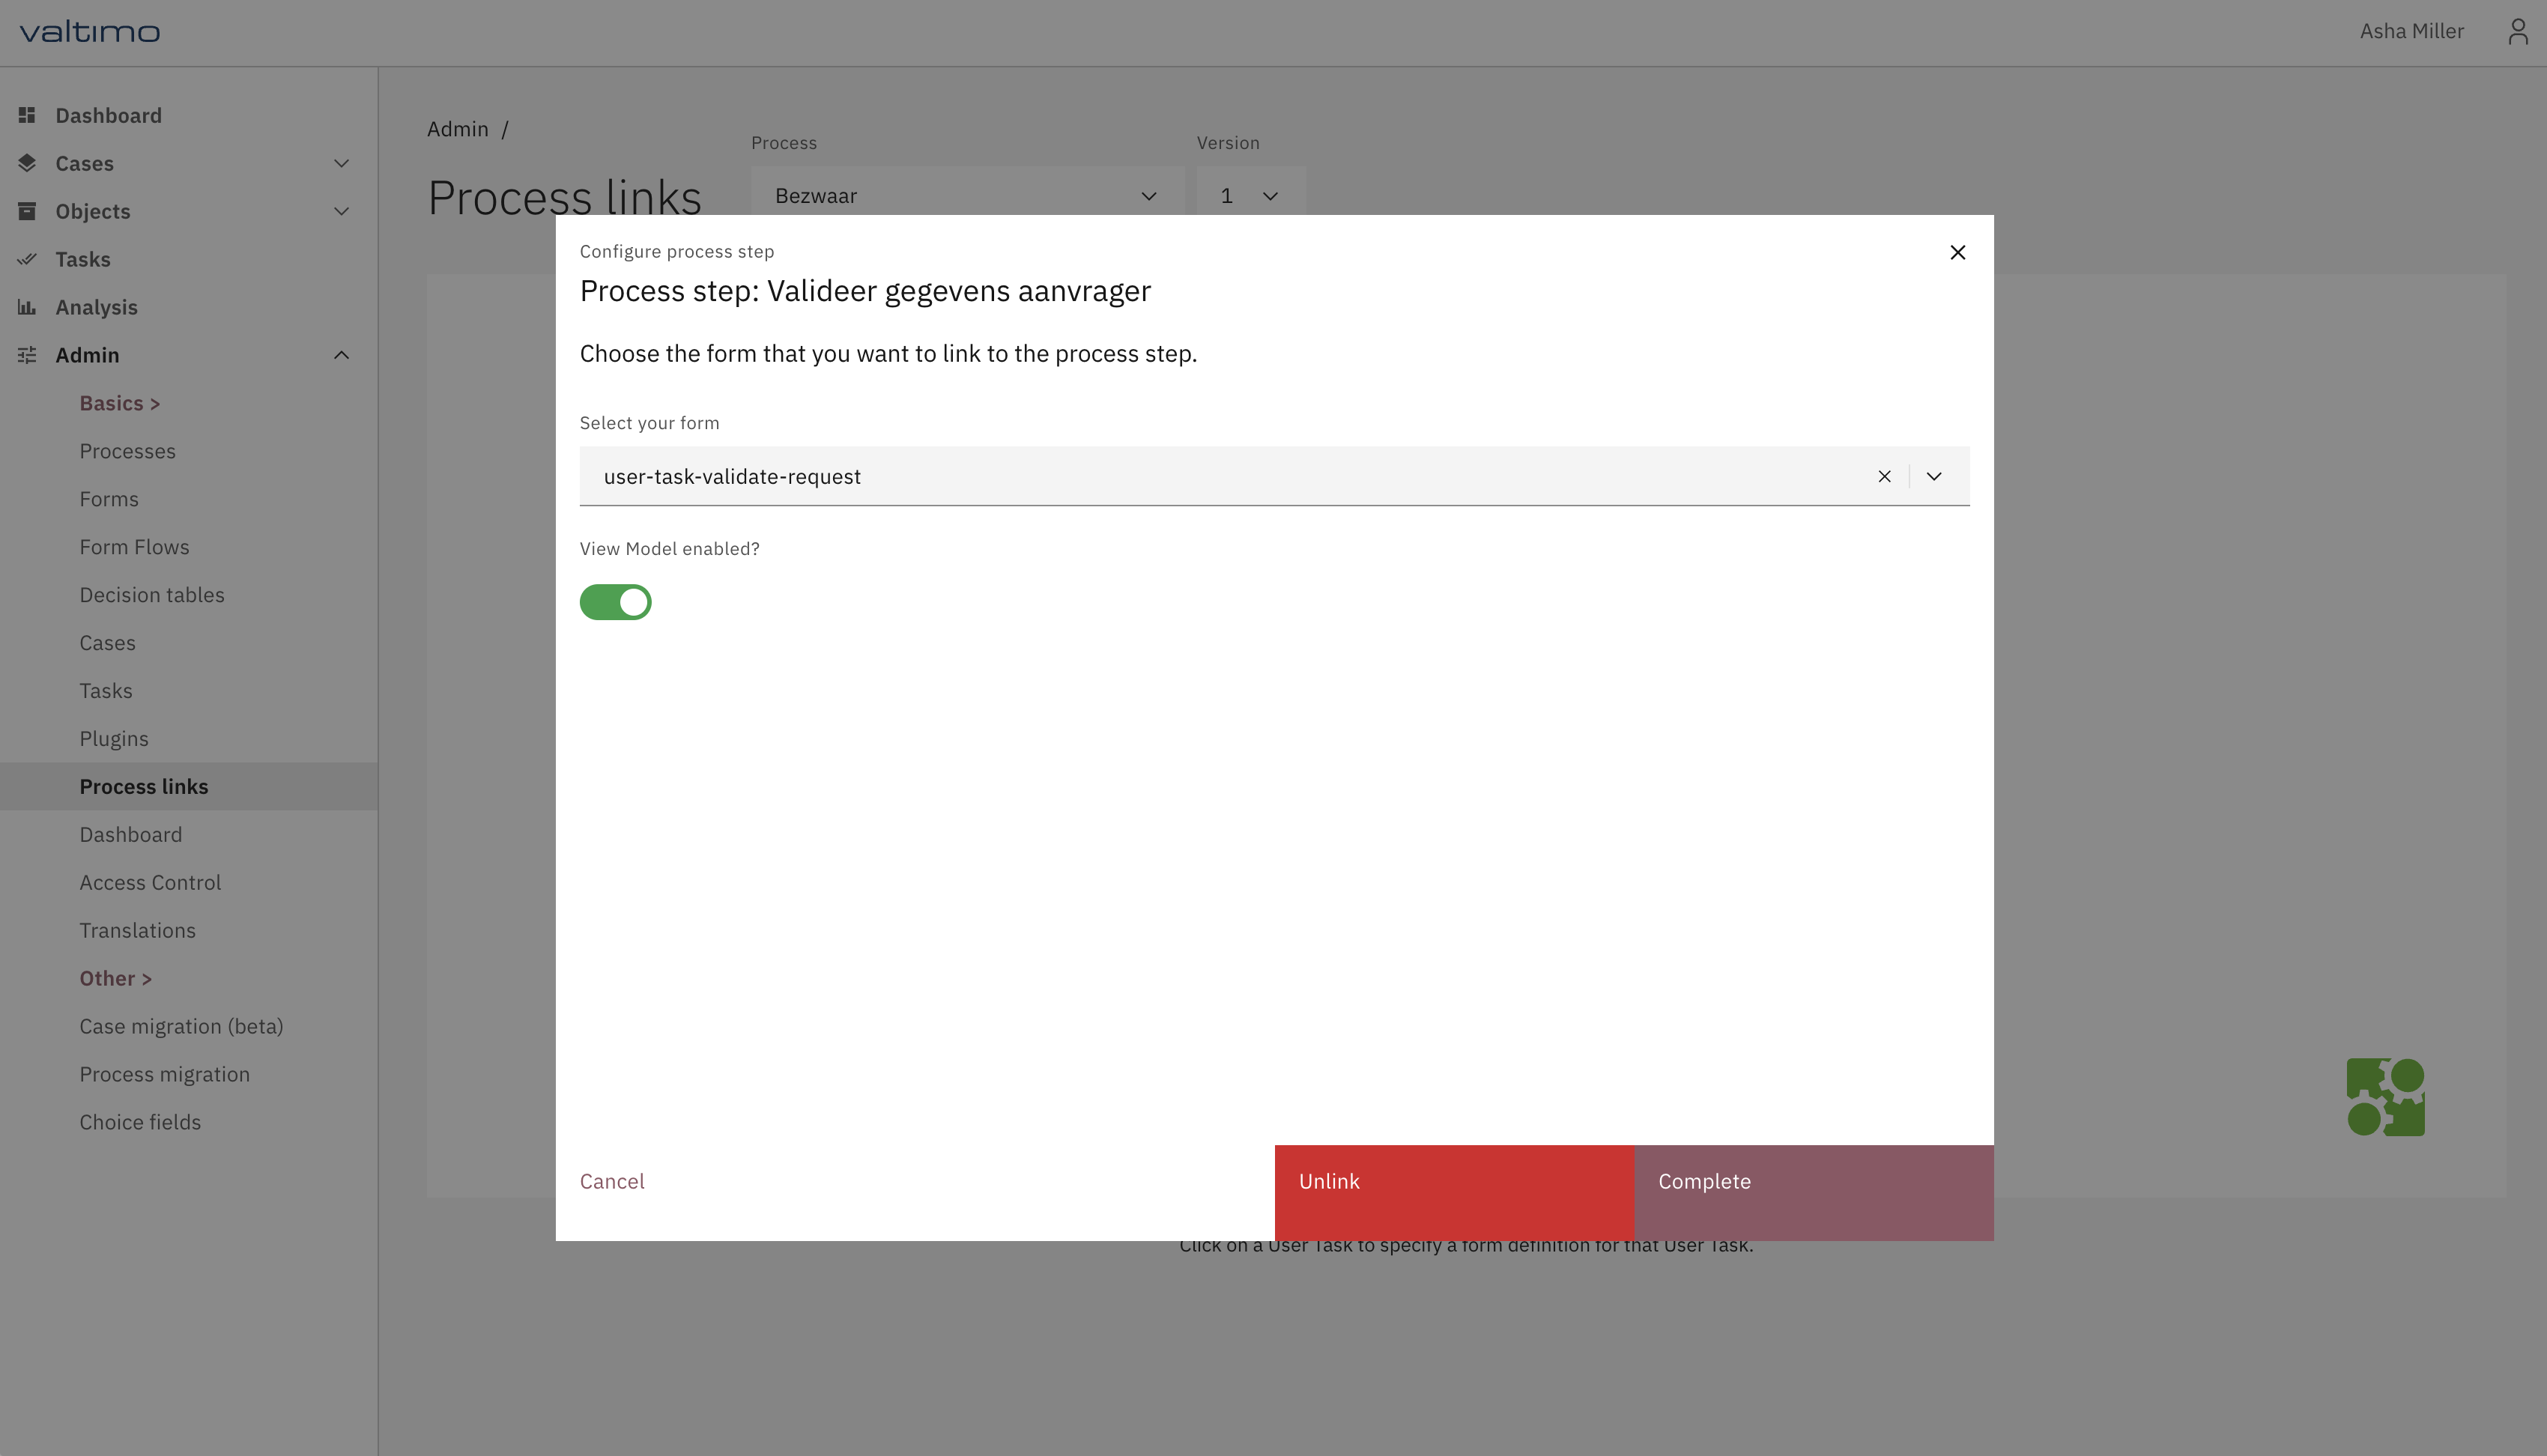 valtimo
Asha Miller
Dashboard
Cases
Objects
Tasks
Analysis
Admin
Basics >
Processes
Forms
Form Flows
Decision tables
Cases
Tasks
Plugins
Process links
Dashboard
Access Control
Translations
Other >
Case migration (beta)
Process migration
Choice fields
Admin /
Process links
Process
Bezwaar
Version
1
Configure process step
Process step: Valideer gegevens aanvrager
Choose the form that you want to link to the process step.
Select your form
user-task-validate-request
View Model enabled?
Cancel
Unlink
Complete
Click on a User Task to specify a form definition for that User Task.